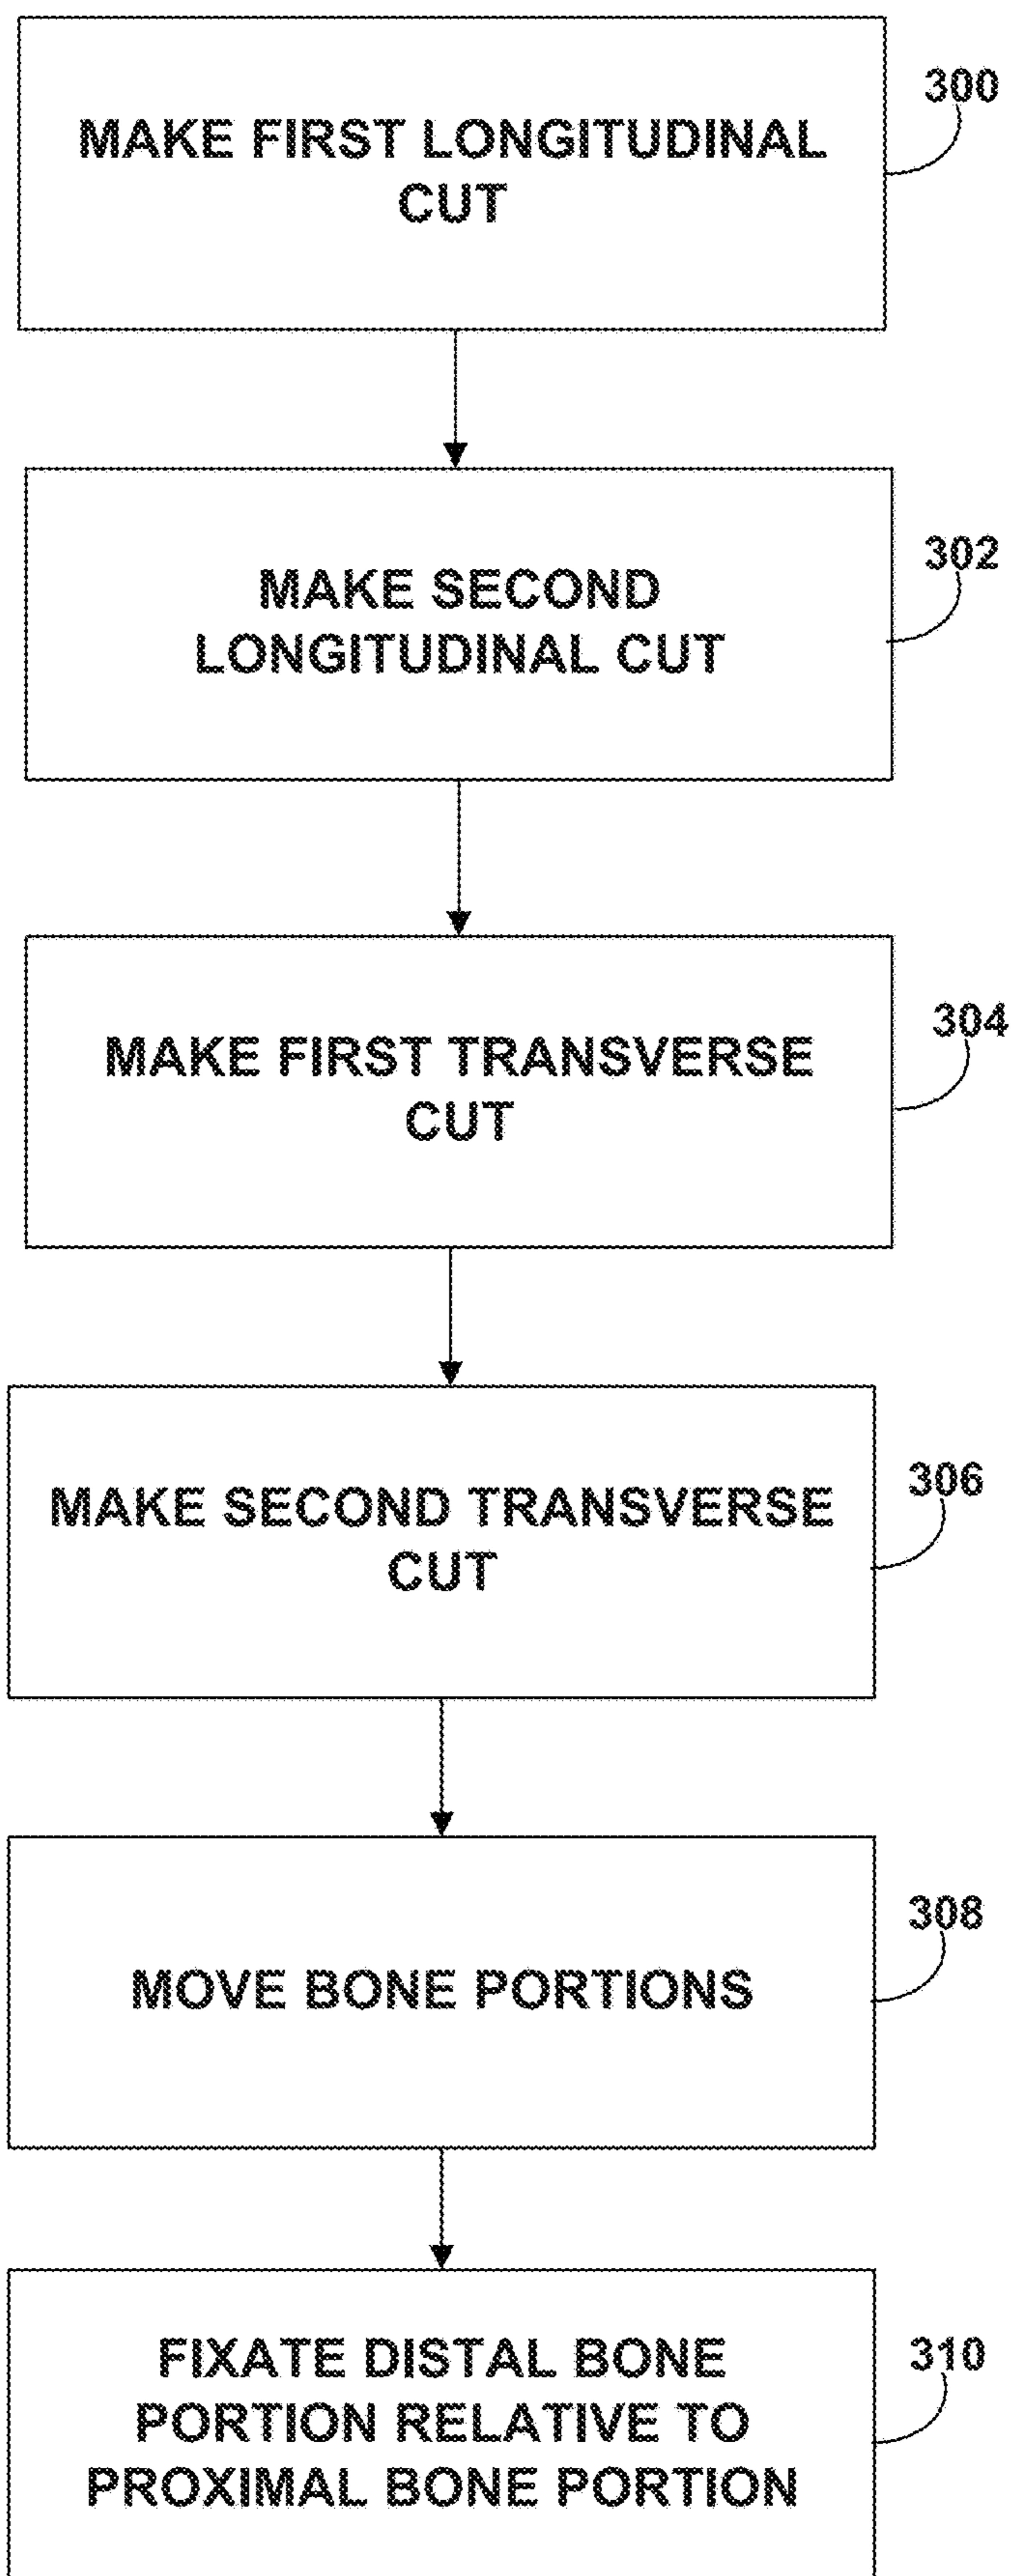 MAKE FIRST LONGITUDINAL
CUT
300
MAKE SECOND
LONGITUDINAL CUT
302
MAKE FIRST TRANSVERSE
CUT
304
MAKE SECOND TRANSVERSE
CUT
306
MOVE BONE PORTIONS
308
FIXATE DISTAL BONE
PORTION RELATIVE TO
PROXIMAL BONE PORTION
310